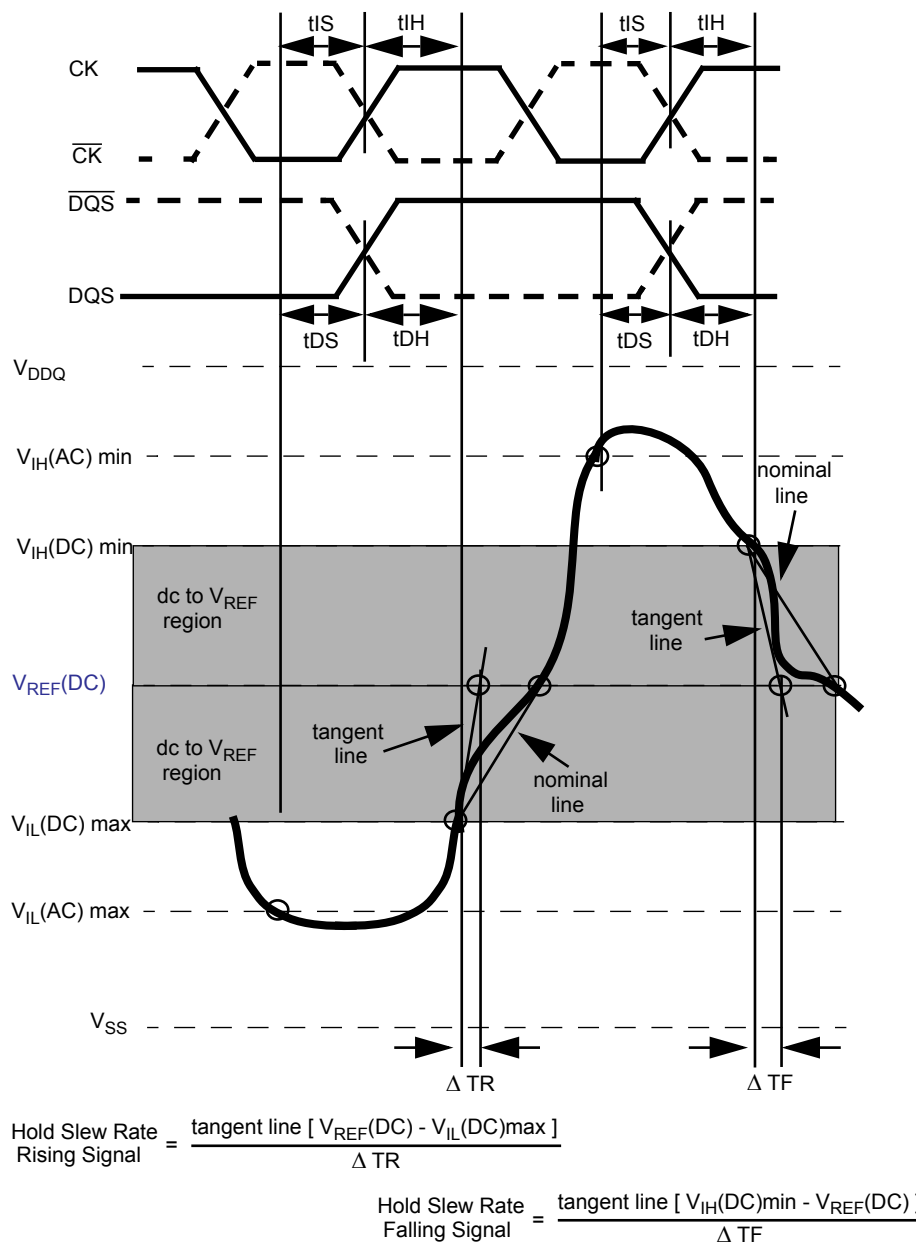 tIS tIH tIS tIH
CK
CK
DQS
DQS
tDS tDH tDS tDH
VDDQ
VIH(AC) min
nominal
line
VIH(DC) min
dc to VREF
region
tangent
line
VREF(DC)
tangent
line
dc to VREF
region
nominal
line
VIL(DC) max
VIL(AC) max
VSS
Δ TR Δ TF
Hold Slew Rate
Rising Signal = tangent line [ VREF(DC) - VIL(DC)max ]
Δ TR
Hold Slew Rate
Falling Signal = tangent line [ VIH(DC)min - VREF(DC) ]
Δ TF